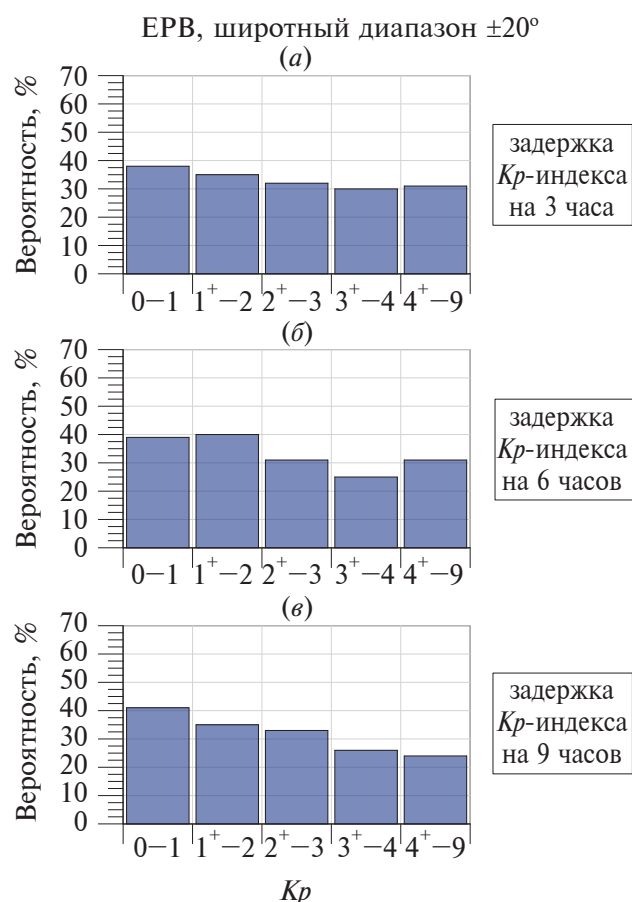 ЕРВ, широтный диапазон ±20°
(а)
Вероятность, %
70
60
50
40
30
20
10
0
0−1 1⁺−2 2⁺−3 3⁺−4 4⁺−9
задержка
Kp-индекса
на 3 часа
(б)
Вероятность, %
70
60
50
40
30
20
10
0
0−1 1⁺−2 2⁺−3 3⁺−4 4⁺−9
задержка
Kp-индекса
на 6 часов
(в)
Вероятность, %
70
60
50
40
30
20
10
0
0−1 1⁺−2 2⁺−3 3⁺−4 4⁺−9
задержка
Kp-индекса
на 9 часов
Kp